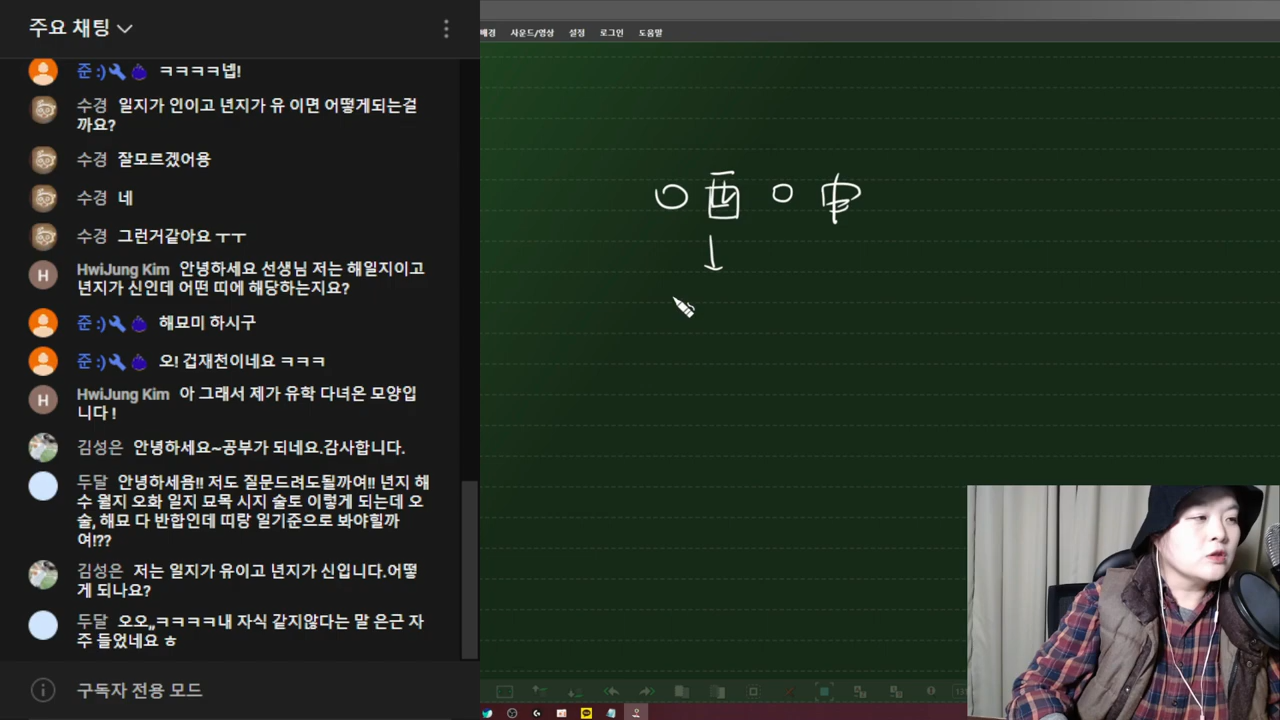 주요 채팅
배경 사운드/영상 설정 로그인 도움말
준 :) ㅋㅋㅋㅋ넵!
수경 일지가 인이고 년지가 유 이면 어떻게되는걸
까요?
수경 잘모르겠어용
수경 네
수경 그런거같아요 ㅜㅜ
H HwiJung Kim 안녕하세요 선생님 저는 해일지이고
년지가 신인데 어떤 띠에 해당하는지요?
준 :) 해묘미 하시구
준 :) 오! 겁재천이네요 ㅋㅋㅋ
H HwiJung Kim 아 그래서 제가 유학 다녀온 모양입
니다 !
김성은 안녕하세요~공부가 되네요.감사합니다.
두달 안녕하세욤!! 저도 질문드려도될까여!! 년지 해
수 월지 오화 일지 묘목 시지 술토 이렇게 되는데 오
술, 해묘 다 반합인데 띠랑 일기준으로 봐야힐까
여!??
김성은 저는 일지가 유이고 년지가 신입니다.어떻
게 되나요?
두달 오오,,ㅋㅋㅋㅋ내 자식 같지않다는 말 은근 자
주 들었네요 ㅎ
구독자 전용 모드
○ 酉 ○ 申